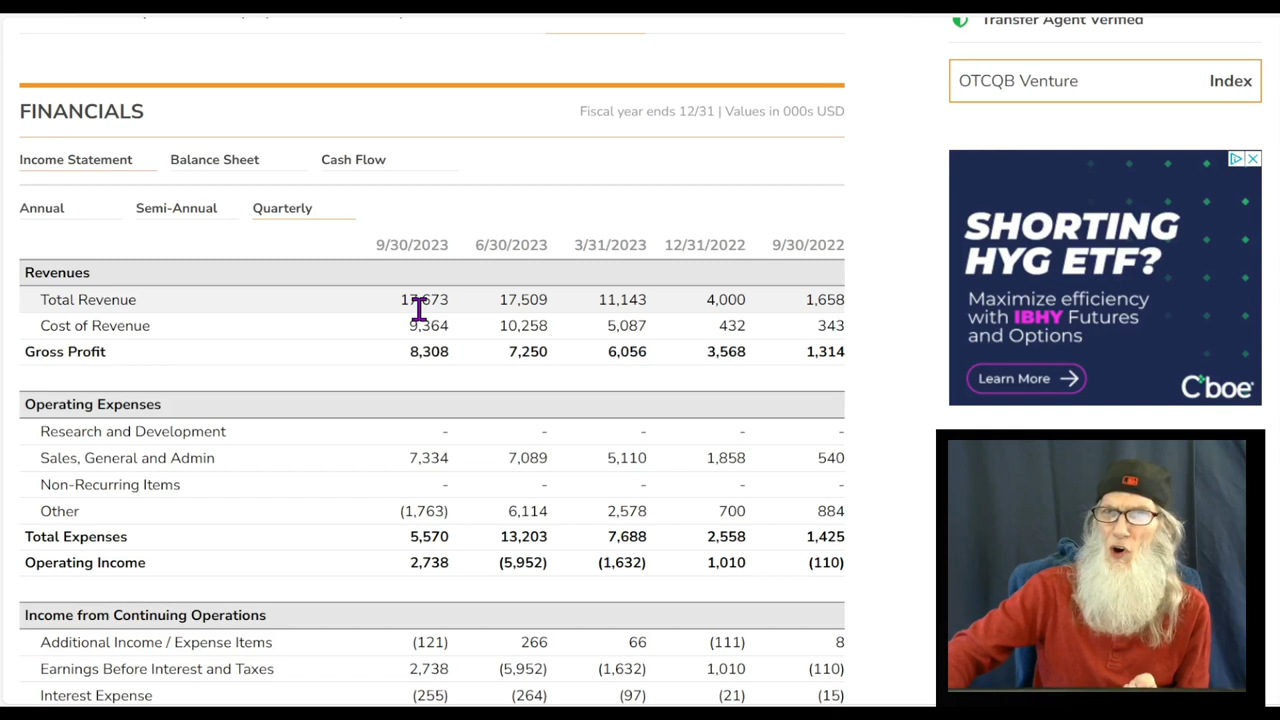 Transfer Agent Verified
OTCQB Venture Index
FINANCIALS
Fiscal year ends 12/31 | Values in 000s USD
Income Statement Balance Sheet Cash Flow
Annual Semi-Annual Quarterly
9/30/2023 6/30/2023 3/31/2023 12/31/2022 9/30/2022
Revenues
Total Revenue 17,673 17,509 11,143 4,000 1,658
Cost of Revenue 9,364 10,258 5,087 432 343
Gross Profit 8,308 7,250 6,056 3,568 1,314
Operating Expenses
Research and Development - - - - -
Sales, General and Admin 7,334 7,089 5,110 1,858 540
Non-Recurring Items - - - - -
Other (1,763) 6,114 2,578 700 884
Total Expenses 5,570 13,203 7,688 2,558 1,425
Operating Income 2,738 (5,952) (1,632) 1,010 (110)
Income from Continuing Operations
Additional Income / Expense Items (121) 266 66 (111) 8
Earnings Before Interest and Taxes 2,738 (5,952) (1,632) 1,010 (110)
Interest Expense (255) (264) (97) (21) (15)
SHORTING
HYG ETF?
Maximize efficiency
with IBHY Futures
and Options
Learn More →
Cboe